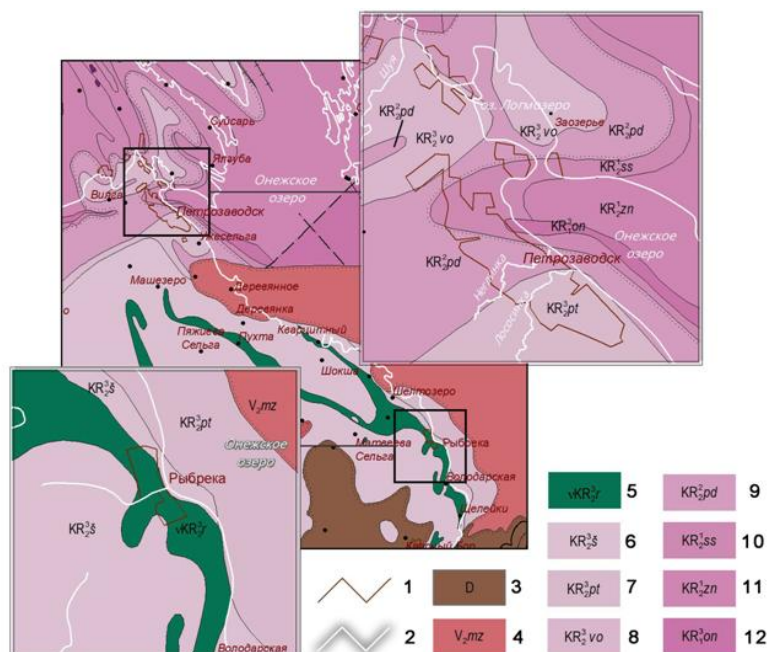 Суйсарь
Ялгуба
Онежское
озеро
Вилга
Петрозаводск
Машезеро
Деревянное
Деревянка
Пяжиева
Сельга
Пухта
Кварцитный
Шокша
Шелтозеро
Матвеева
Сельга
Рыбрека
Володарская
Щелейки
Шуя
оз. Логмозеро
Заозерье
KR₂²pd
KR₂³vo
KR₂³vo
KR₂²pd
KR₂¹ss
KR₂¹zn
KR₁³on
Онежское
озеро
Петрозаводск
KR₂²pd
Неглинка
Лососинка
KR₂³pt
KR₂³š
KR₂³pt
V₂mz
Онежское
озеро
Рыбрека
KR₂³š
νKR₂³r
Володарская
1
2
D 3
V₂mz 4
νKR₂³r 5
KR₂³š 6
KR₂³pt 7
KR₂³vo 8
KR₂²pd 9
KR₂¹ss 10
KR₂¹zn 11
KR₁³on 12